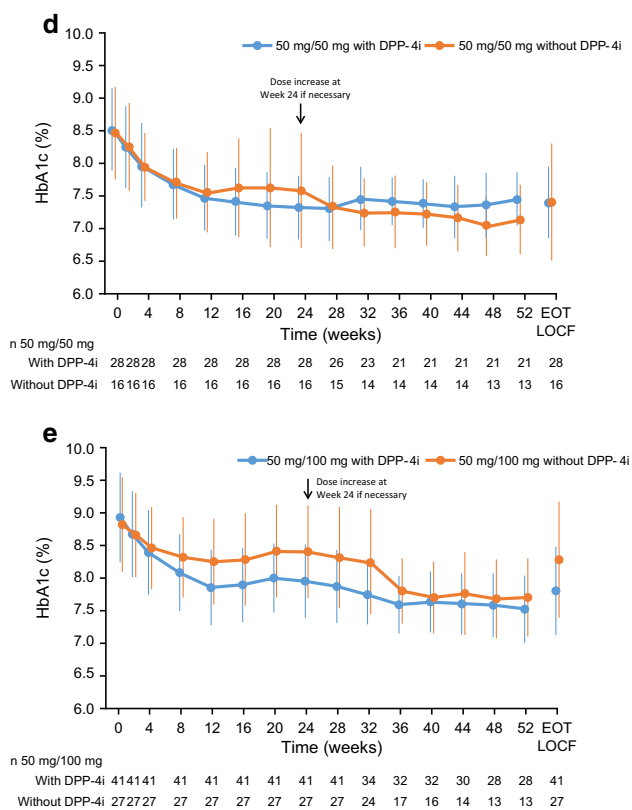 d
10.0
50 mg/50 mg with DPP-4i 50 mg/50 mg without DPP-4i
9.5
9.0
Dose increase at
Week 24 if necessary
8.5
8.0
7.5
7.0
6.5
6.0
HbA1c (%)
0 4 8 12 16 20 24 28 32 36 40 44 48 52 EOT
LOCF
Time (weeks)
n 50 mg/50 mg
With DPP-4i 28 28 28 28 28 28 28 28 26 23 21 21 21 21 21 28
Without DPP-4i 16 16 16 16 16 16 16 16 15 14 14 14 14 13 13 16
e
10.0
50 mg/100 mg with DPP-4i 50 mg/100 mg without DPP-4i
9.5
Dose increase at
Week 24 if necessary
9.0
8.5
8.0
7.5
7.0
6.5
6.0
HbA1c (%)
0 4 8 12 16 20 24 28 32 36 40 44 48 52 EOT
LOCF
Time (weeks)
n 50 mg/100 mg
With DPP-4i 41 41 41 41 41 41 41 41 41 34 32 32 30 28 28 41
Without DPP-4i 27 27 27 27 27 27 27 27 27 24 17 16 14 13 13 27